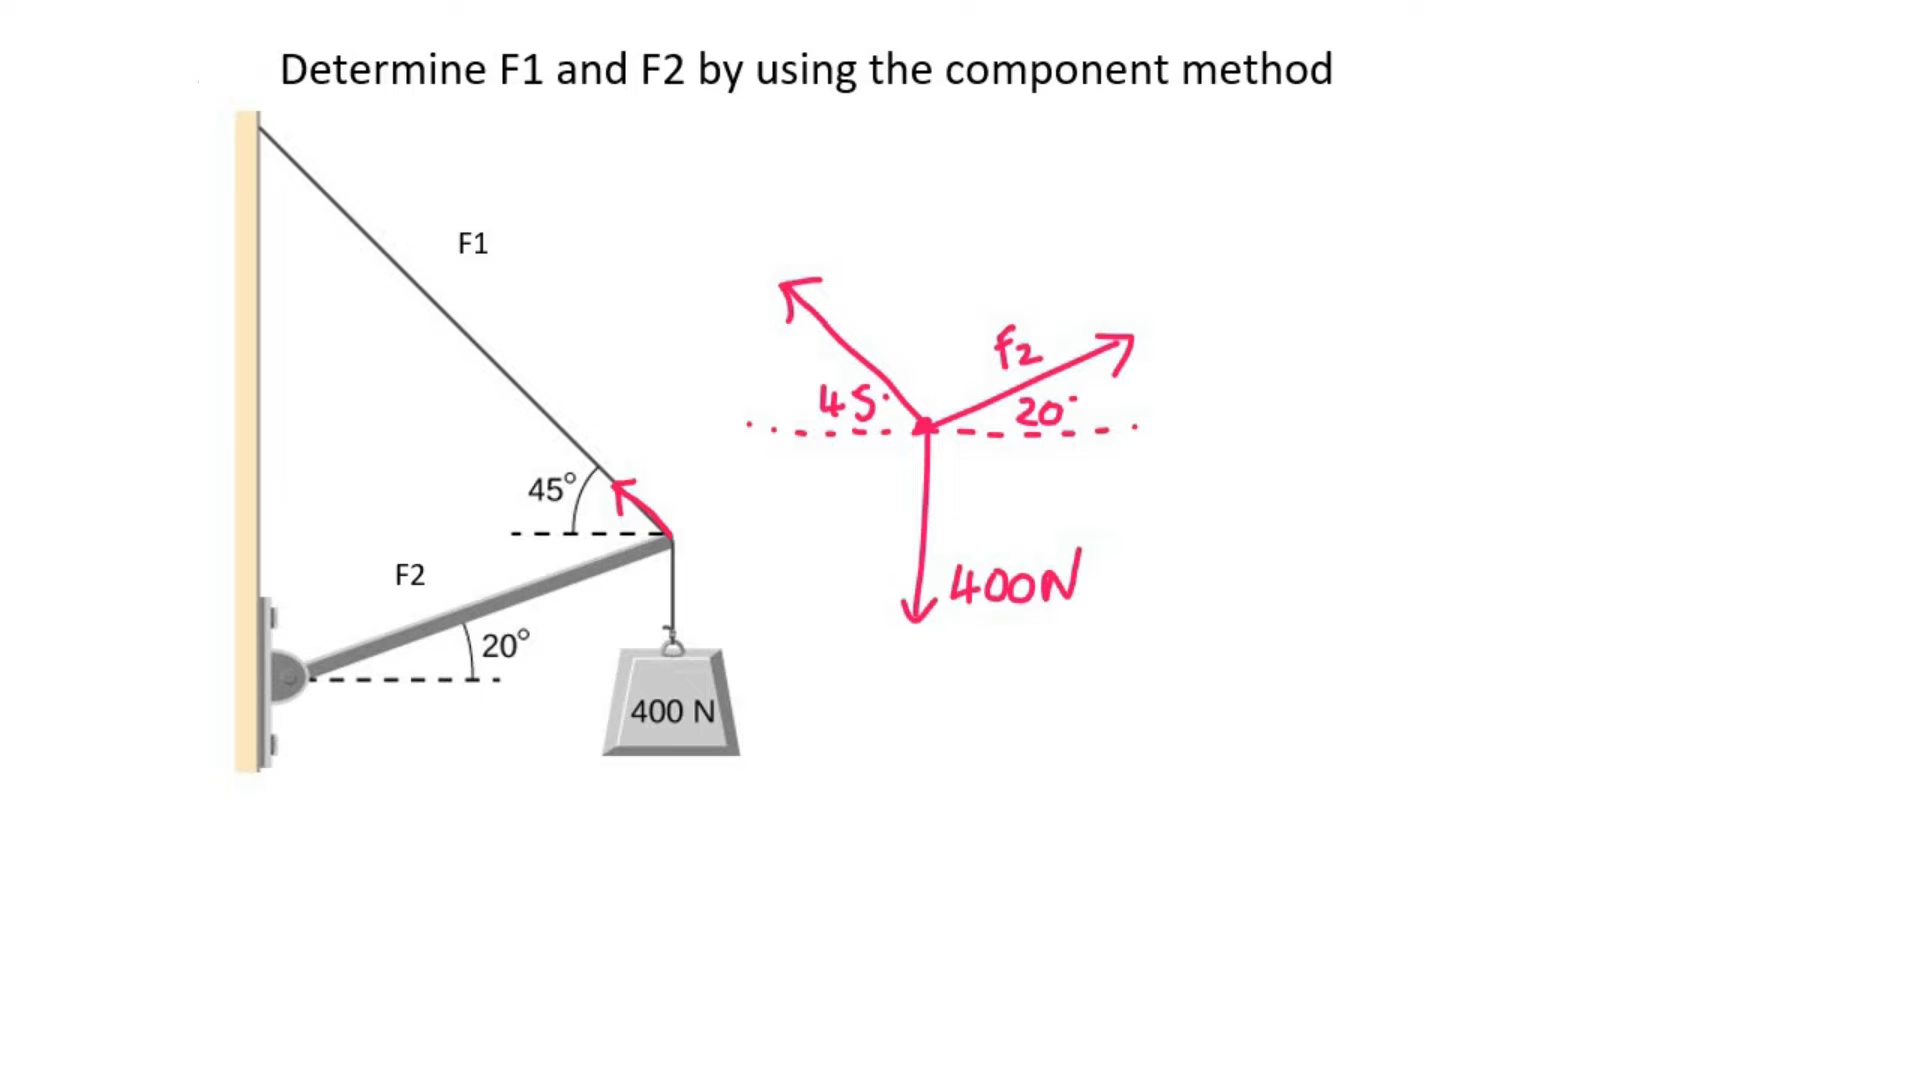 Determine F1 and F2 by using the component method
F1
45°
F2
20°
400 N
f2
45°
20°
400N